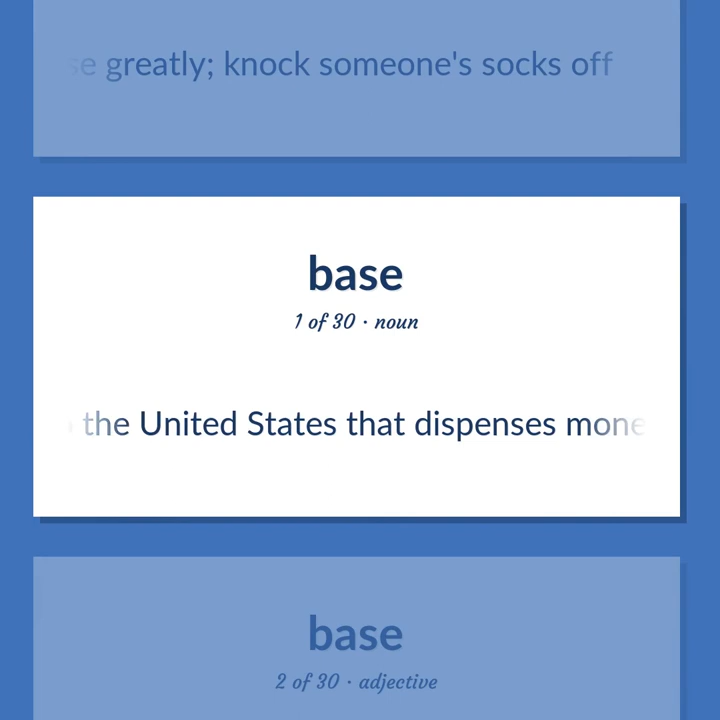 greatly; knock someone's socks off
base
1 of 30 · noun
the United States that dispenses mone
base
2 of 30 · adjective